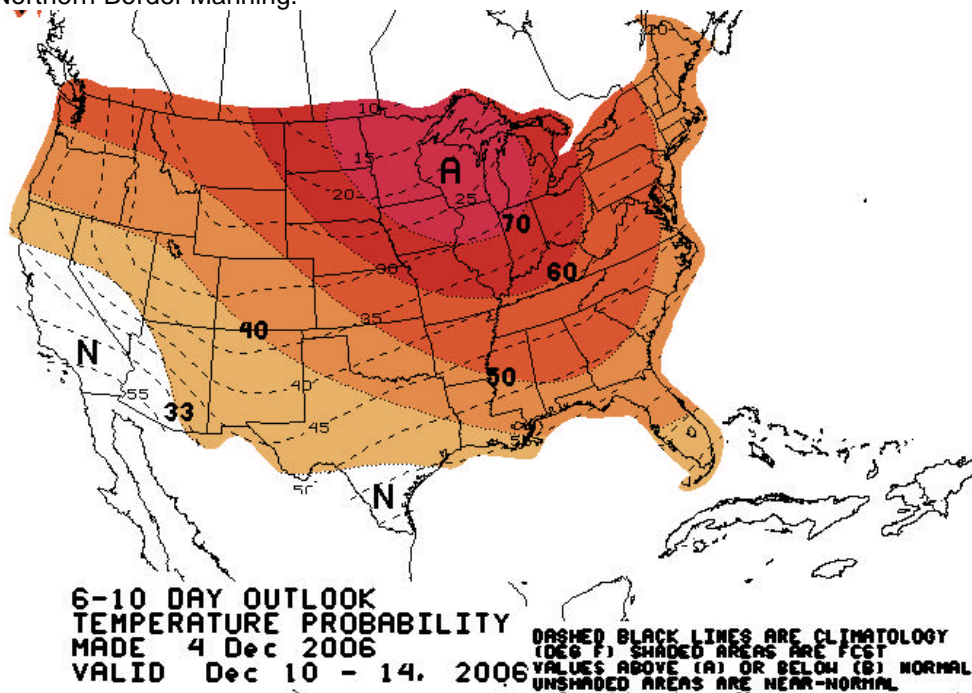 Northern Border Manning.
20
10
15
A
20
25
70
30
60
35
40
N
50
40
55
33
45
50
N
6-10 DAY OUTLOOK
TEMPERATURE PROBABILITY
MADE 4 Dec 2006
VALID Dec 10 - 14, 2006
DASHED BLACK LINES ARE CLIMATOLOGY
(DEG F) SHADED AREAS ARE FCST
VALUES ABOVE (A) OR BELOW (B) NORMAL
UNSHADED AREAS ARE NEAR-NORMAL